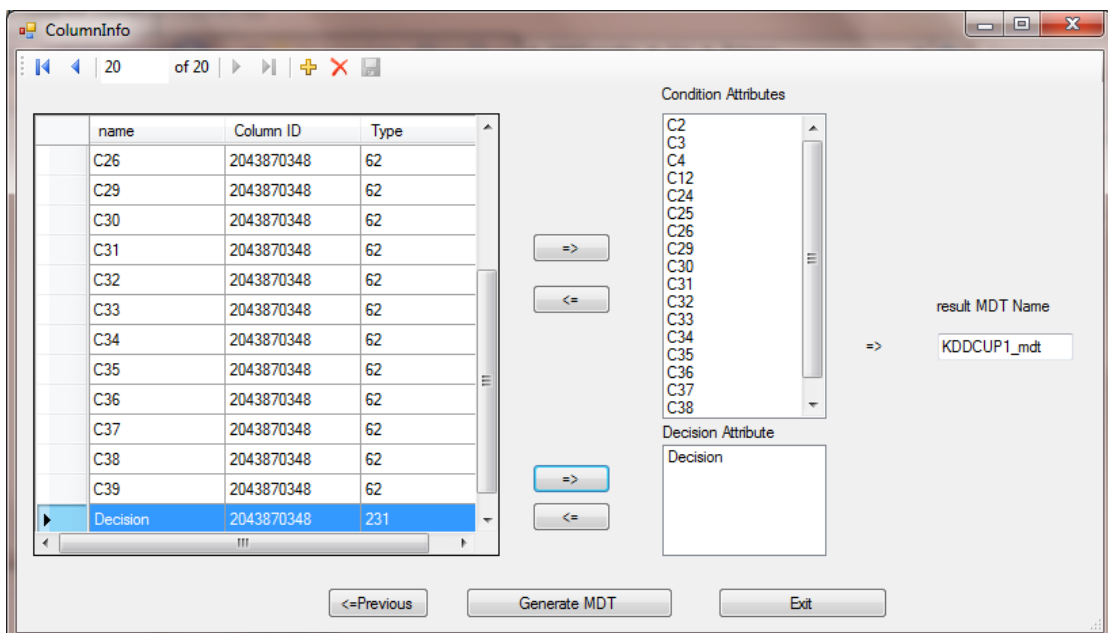 ColumnInfo
20 of 20
Condition Attributes
name Column ID Type
C26 2043870348 62
C29 2043870348 62
C30 2043870348 62
C31 2043870348 62
C32 2043870348 62
C33 2043870348 62
C34 2043870348 62
C35 2043870348 62
C36 2043870348 62
C37 2043870348 62
C38 2043870348 62
C39 2043870348 62
Decision 2043870348 231
=>
<=
=>
<=
C2
C3
C4
C12
C24
C25
C26
C29
C30
C31
C32
C33
C34
C35
C36
C37
C38
Decision Attribute
Decision
=>
result MDT Name
KDDCUP1_mdt
<=Previous
Generate MDT
Exit